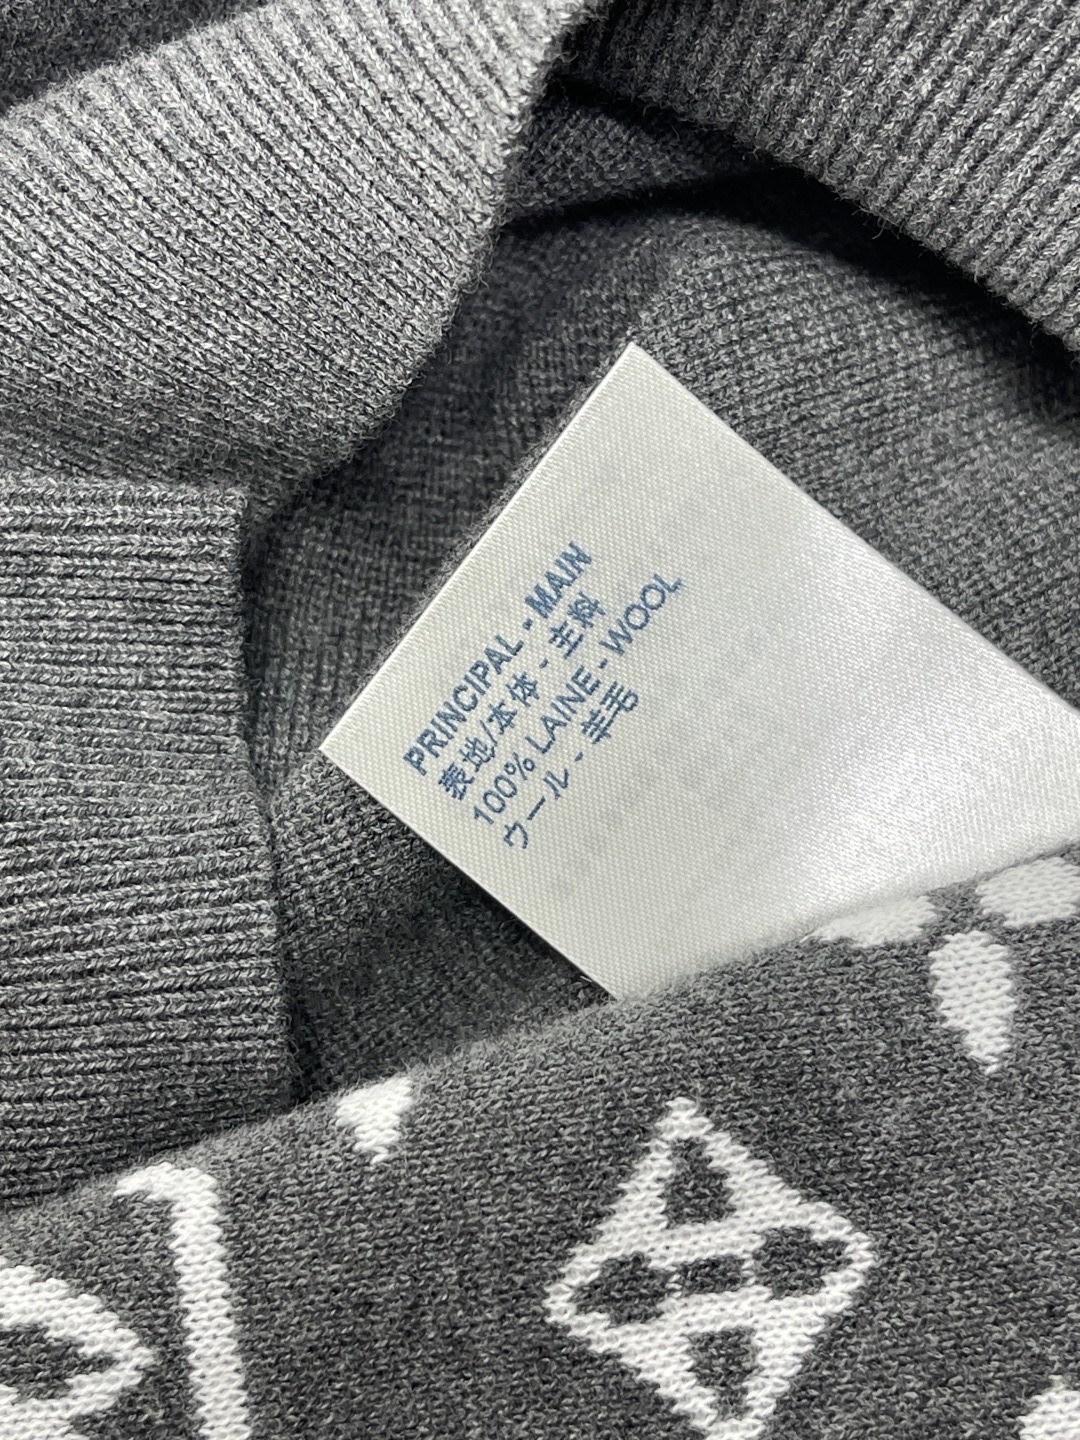 PRINCIPAL - MAIN
表地/本体 - 主料
100% LAINE - WOOL
ウール - 羊毛